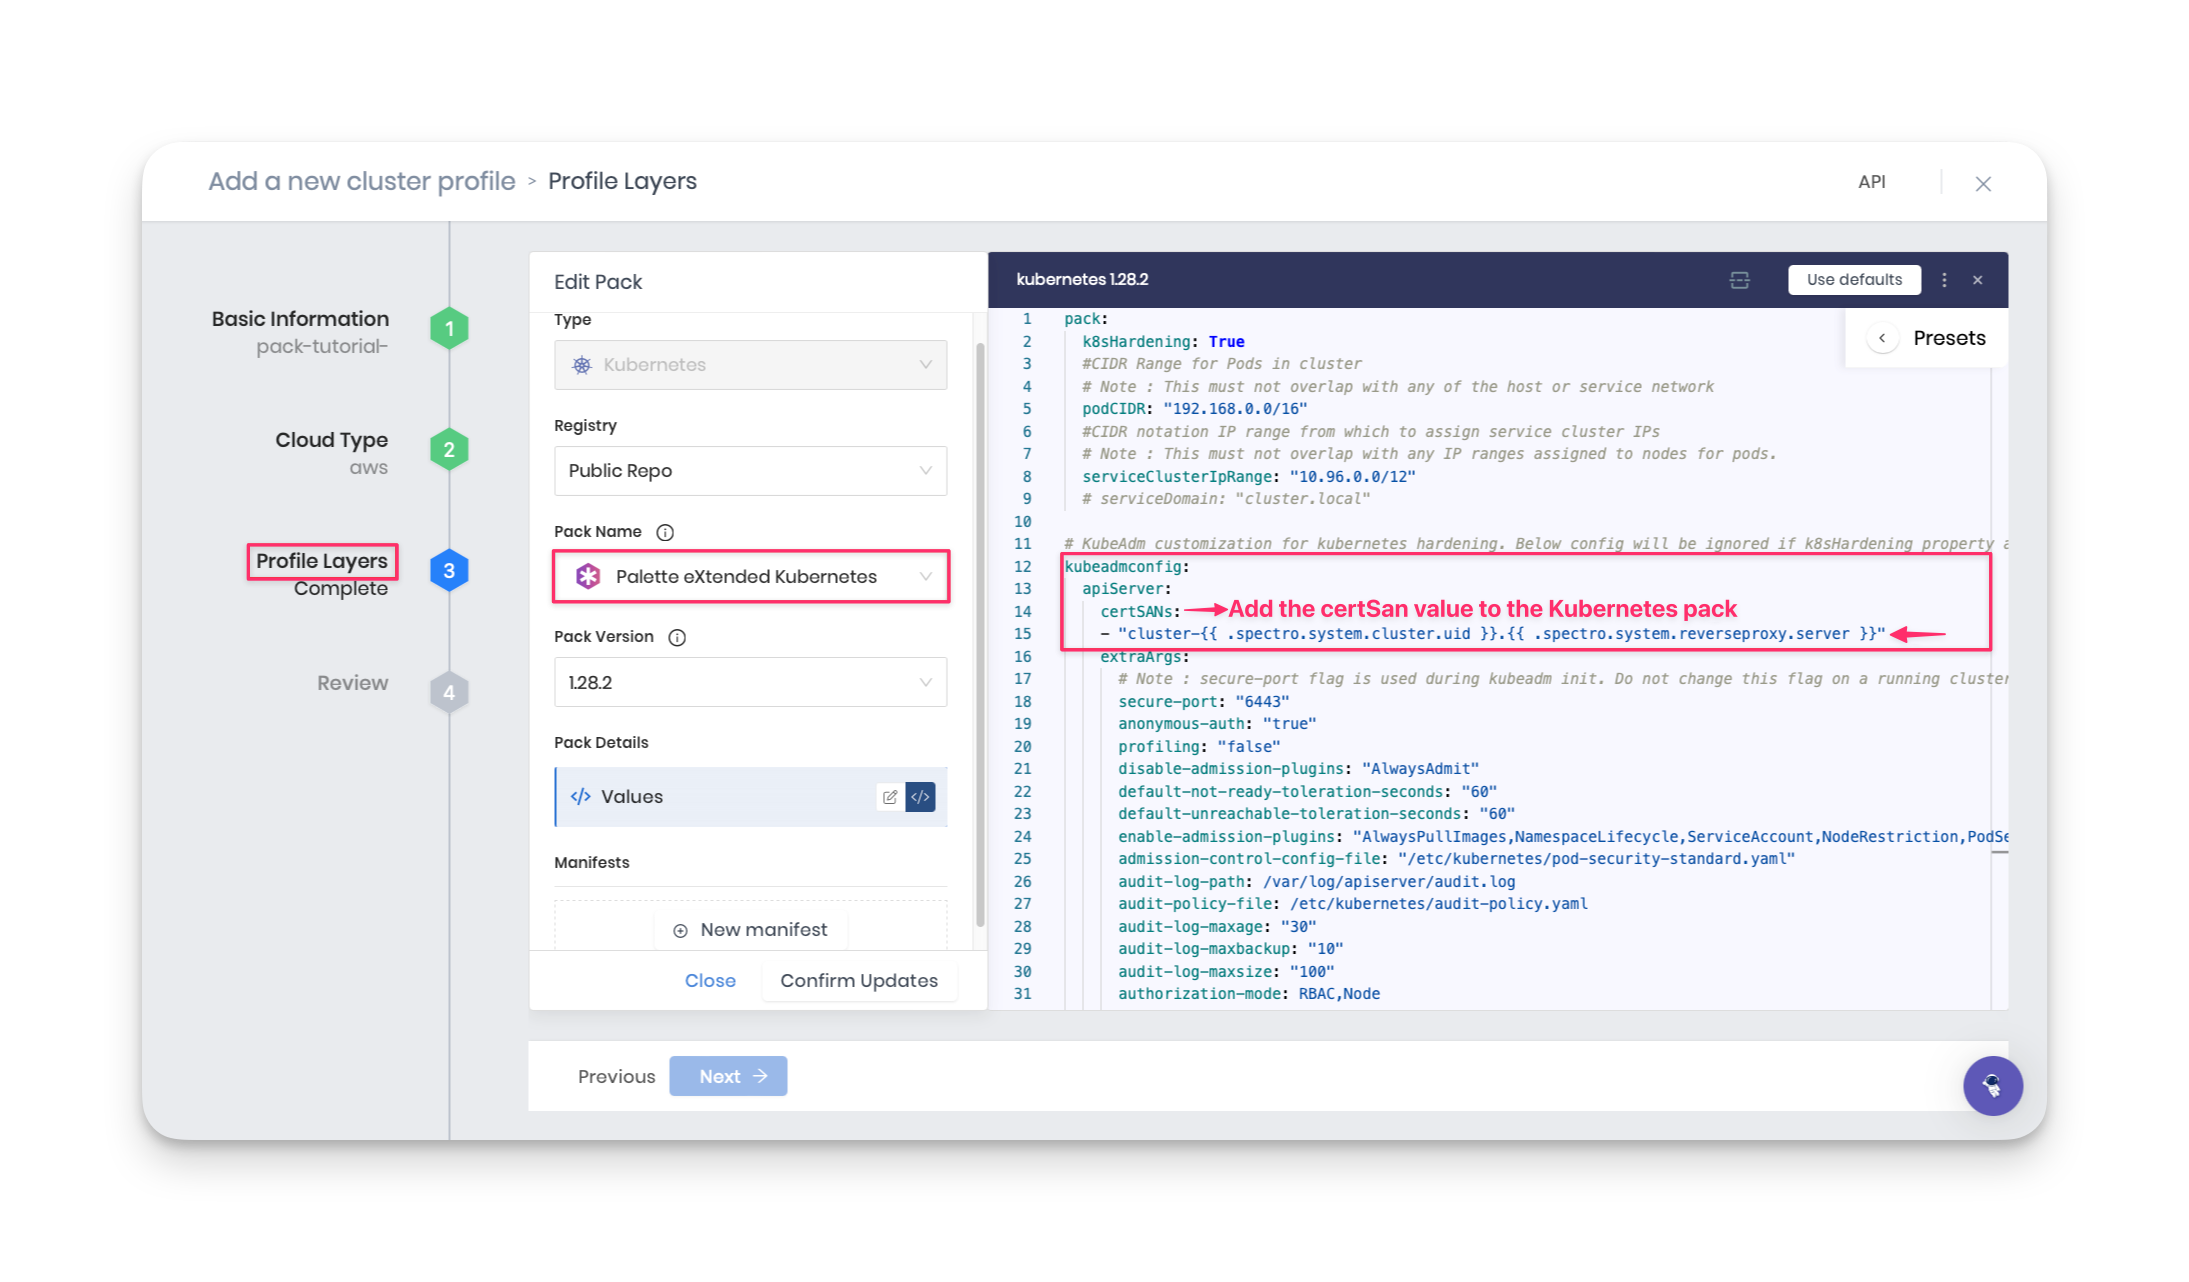 Add a new cluster profile > Profile Layers
API
Basic Information
pack-tutorial-
1
Cloud Type
aws
2
Profile Layers
Complete
3
Review
4
Edit Pack
Type
Kubernetes
Registry
Public Repo
Pack Name
Palette eXtended Kubernetes
Pack Version
1.28.2
Pack Details
</> Values
</>
Manifests
New manifest
Close
Confirm Updates
kubernetes 1.28.2
Use defaults
Presets
1 pack:
2 k8sHardening: True
3 #CIDR Range for Pods in cluster
4 # Note : This must not overlap with any of the host or service network
5 podCIDR: "192.168.0.0/16"
6 #CIDR notation IP range from which to assign service cluster IPs
7 # Note : This must not overlap with any IP ranges assigned to nodes for pods.
8 serviceClusterIpRange: "10.96.0.0/12"
9 # serviceDomain: "cluster.local"
10
11 # KubeAdm customization for kubernetes hardening. Below config will be ignored if k8sHardening property a
12 kubeadmconfig:
13 apiServer:
14 certSANs: Add the certSan value to the Kubernetes pack
15 - "cluster-{{ .spectro.system.cluster.uid }}.{{ .spectro.system.reverseproxy.server }}"
16 extraArgs:
17 # Note : secure-port flag is used during kubeadm init. Do not change this flag on a running cluster
18 secure-port: "6443"
19 anonymous-auth: "true"
20 profiling: "false"
21 disable-admission-plugins: "AlwaysAdmit"
22 default-not-ready-toleration-seconds: "60"
23 default-unreachable-toleration-seconds: "60"
24 enable-admission-plugins: "AlwaysPullImages,NamespaceLifecycle,ServiceAccount,NodeRestriction,PodSe
25 admission-control-config-file: "/etc/kubernetes/pod-security-standard.yaml"
26 audit-log-path: /var/log/apiserver/audit.log
27 audit-policy-file: /etc/kubernetes/audit-policy.yaml
28 audit-log-maxage: "30"
29 audit-log-maxbackup: "10"
30 audit-log-maxsize: "100"
31 authorization-mode: RBAC,Node
Previous
Next